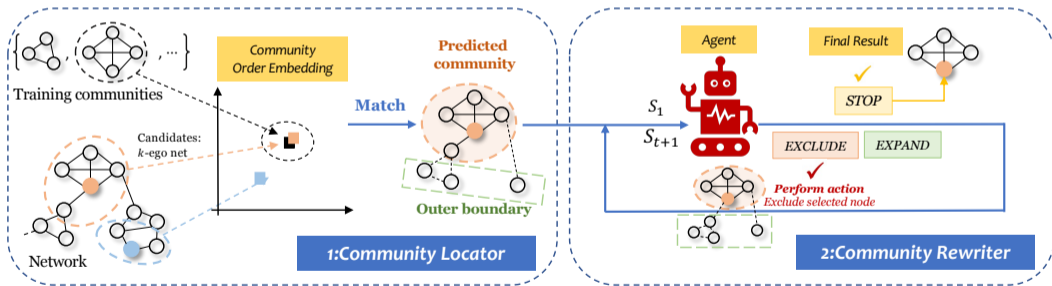 { , , ... }
Training communities
Community
Order Embedding
Candidates:
k-ego net
Network
Match
Predicted
community
Outer boundary
1:Community Locator
Agent
S1
St+1
Final Result
STOP
EXCLUDE
EXPAND
Perform action
Exclude selected node
2:Community Rewriter